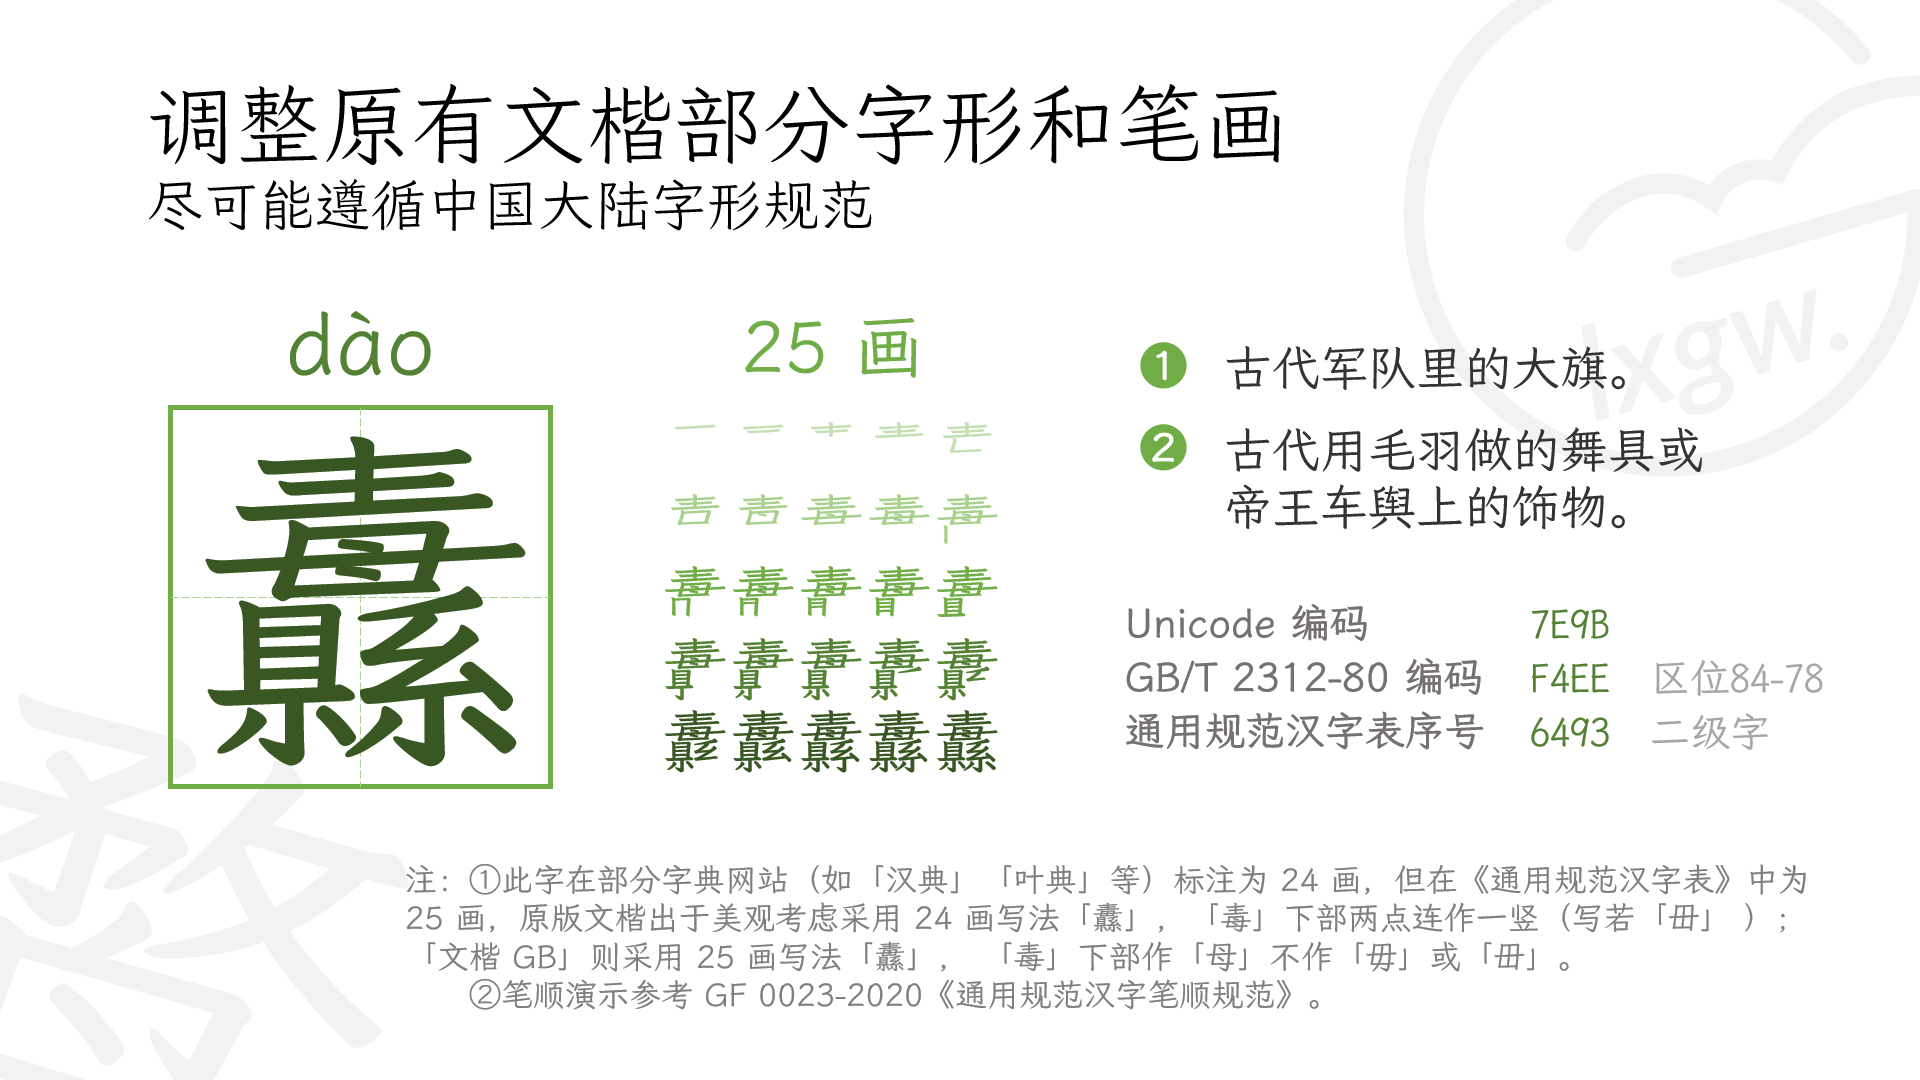 调整原有文楷部分字形和笔画
尽可能遵循中国大陆字形规范
dào
纛
25 画
❶ 古代军队里的大旗。
❷ 古代用毛羽做的舞具或
帝王车舆上的饰物。
Unicode 编码 7E9B
GB/T 2312-80 编码 F4EE 区位84-78
通用规范汉字表序号 6493 二级字
注：①此字在部分字典网站（如「汉典」「叶典」等）标注为 24 画，但在《通用规范汉字表》中为
25 画，原版文楷出于美观考虑采用 24 画写法「纛」，「毒」下部两点连作一竖（写若「毌」）；
「文楷 GB」则采用 25 画写法「纛」，「毒」下部作「母」不作「毋」或「毌」。
②笔顺演示参考 GF 0023-2020《通用规范汉字笔顺规范》。
lxgw.